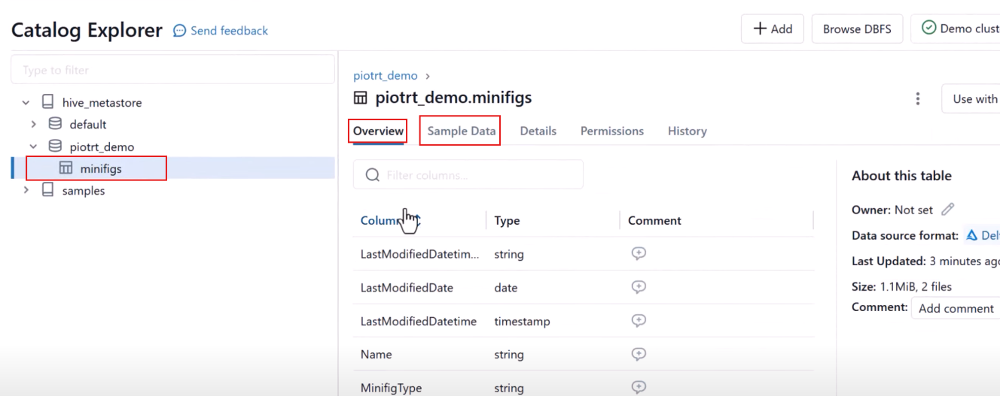 Catalog Explorer Send feedback
+ Add
Browse DBFS
Demo clust
Type to filter
hive_metastore
default
piotrt_demo
minifigs
samples
piotrt_demo >
piotrt_demo.minifigs
Use with
Overview Sample Data Details Permissions History
Filter columns...
Column Type Comment
LastModifiedDatetim... string
LastModifiedDate date
LastModifiedDatetime timestamp
Name string
MinifigType string
About this table
Owner: Not set
Data source format: Delt
Last Updated: 3 minutes ago
Size: 1.1MiB, 2 files
Comment: Add comment